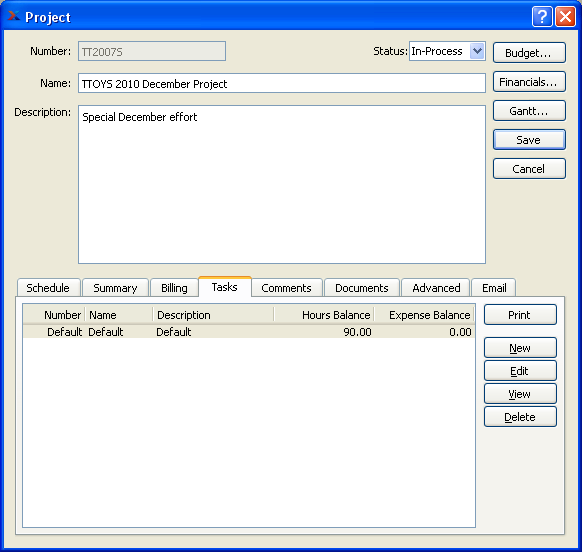 Project
Number: TT2007S Status: In-Process Budget...
Name: TTOYS 2010 December Project Financials...
Description: Special December effort Gantt...
Save
Cancel
Schedule Summary Billing Tasks Comments Documents Advanced Email
Number Name Description Hours Balance Expense Balance Print
Default Default Default 90.00 0.00
New
Edit
View
Delete